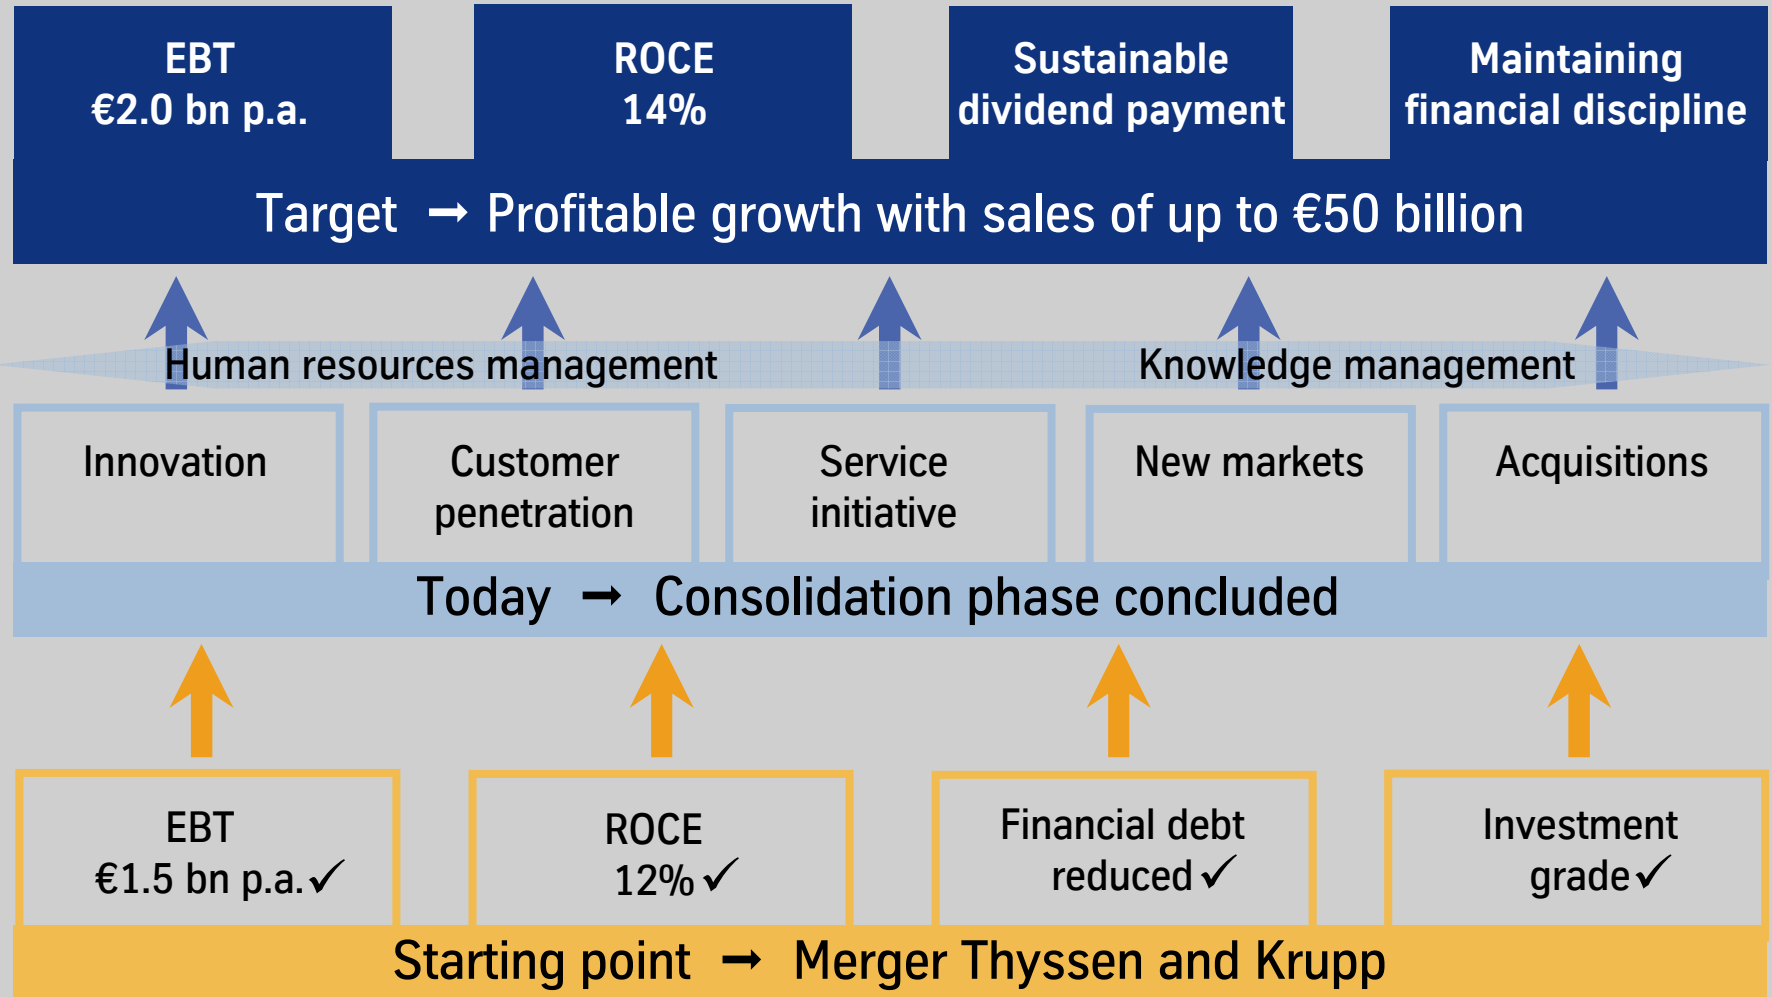 EBT
€2.0 bn p.a.
ROCE
14%
Sustainable
dividend payment
Maintaining
financial discipline
Target → Profitable growth with sales of up to €50 billion
Human resources management
Knowledge management
Innovation
Customer
penetration
Service
initiative
New markets
Acquisitions
Today → Consolidation phase concluded
EBT
€1.5 bn p.a. ✓
ROCE
12% ✓
Financial debt
reduced ✓
Investment
grade ✓
Starting point → Merger Thyssen and Krupp